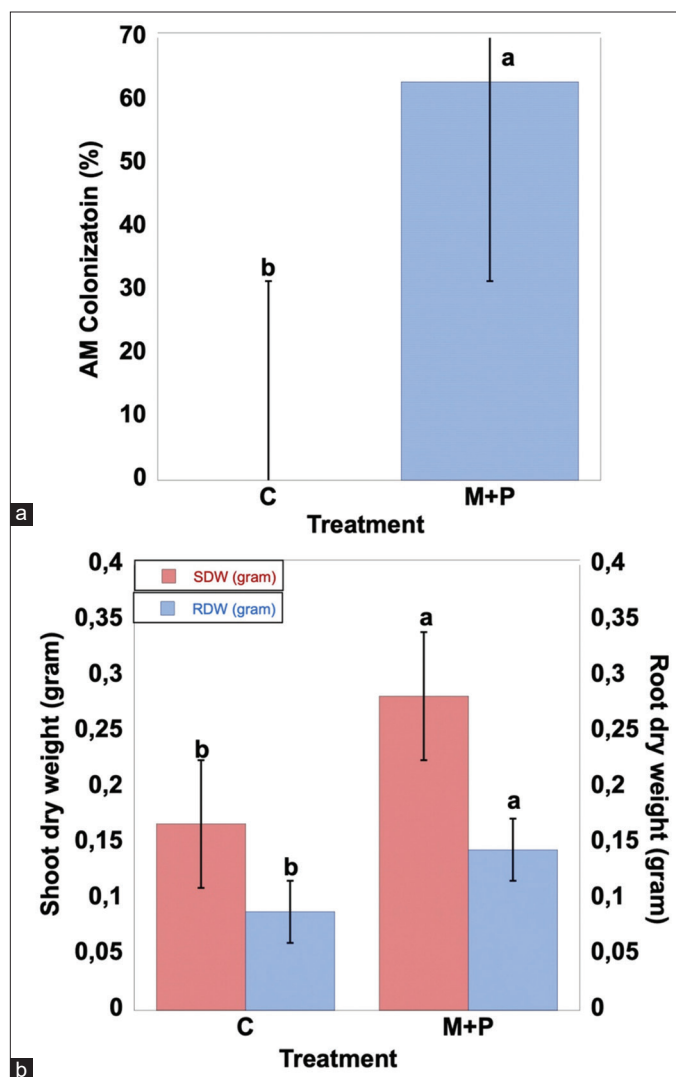 70
60
50
40
30
20
10
0
AM Colonizatoin (%)
b
a
C
M+P
Treatment
a
0,4
0,35
0,3
0,25
0,2
0,15
0,1
0,05
0
Shoot dry weight (gram)
SDW (gram)
RDW (gram)
b
b
a
a
0,4
0,35
0,3
0,25
0,2
0,15
0,1
0,05
0
Root dry weight (gram)
C
M+P
Treatment
b